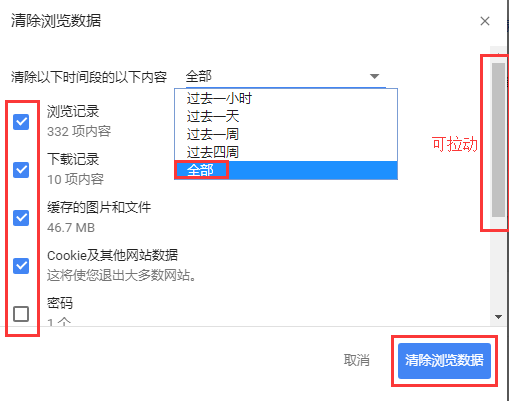 清除浏览数据
清除以下时间段的以下内容 全部
过去一小时
过去一天
过去一周
过去四周
全部
浏览记录
332 项内容
下载记录
10 项内容
缓存的图片和文件
46.7 MB
Cookie及其他网站数据
这将使您退出大多数网站。
密码
1 个
可拉动
取消
清除浏览数据